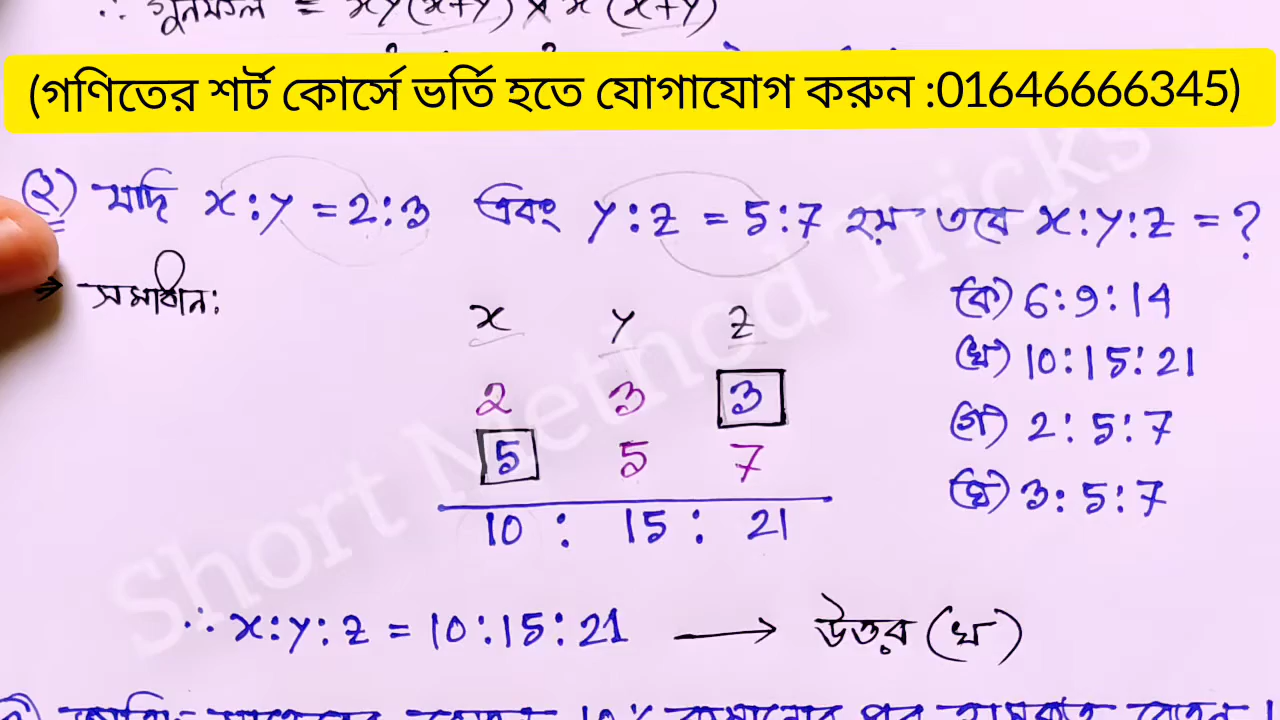 ∴ গুনফল = xy(x+y) × x (x+y)
(গণিতের শর্ট কোর্সে ভর্তি হতে যোগাযোগ করুন :01646666345)
(২) যদি x:y = 2:3 এবং y:z = 5:7 হয় তবে x:y:z = ?
→ সমাধান:
(ক) 6:9:14
(খ) 10:15:21
(গ) 2:5:7
(ঘ) 3:5:7
x y z
2 3 3
5 5 7
10 : 15 : 21
∴ x:y:z = 10:15:21 → উত্তর (খ)
Short Method Tricks